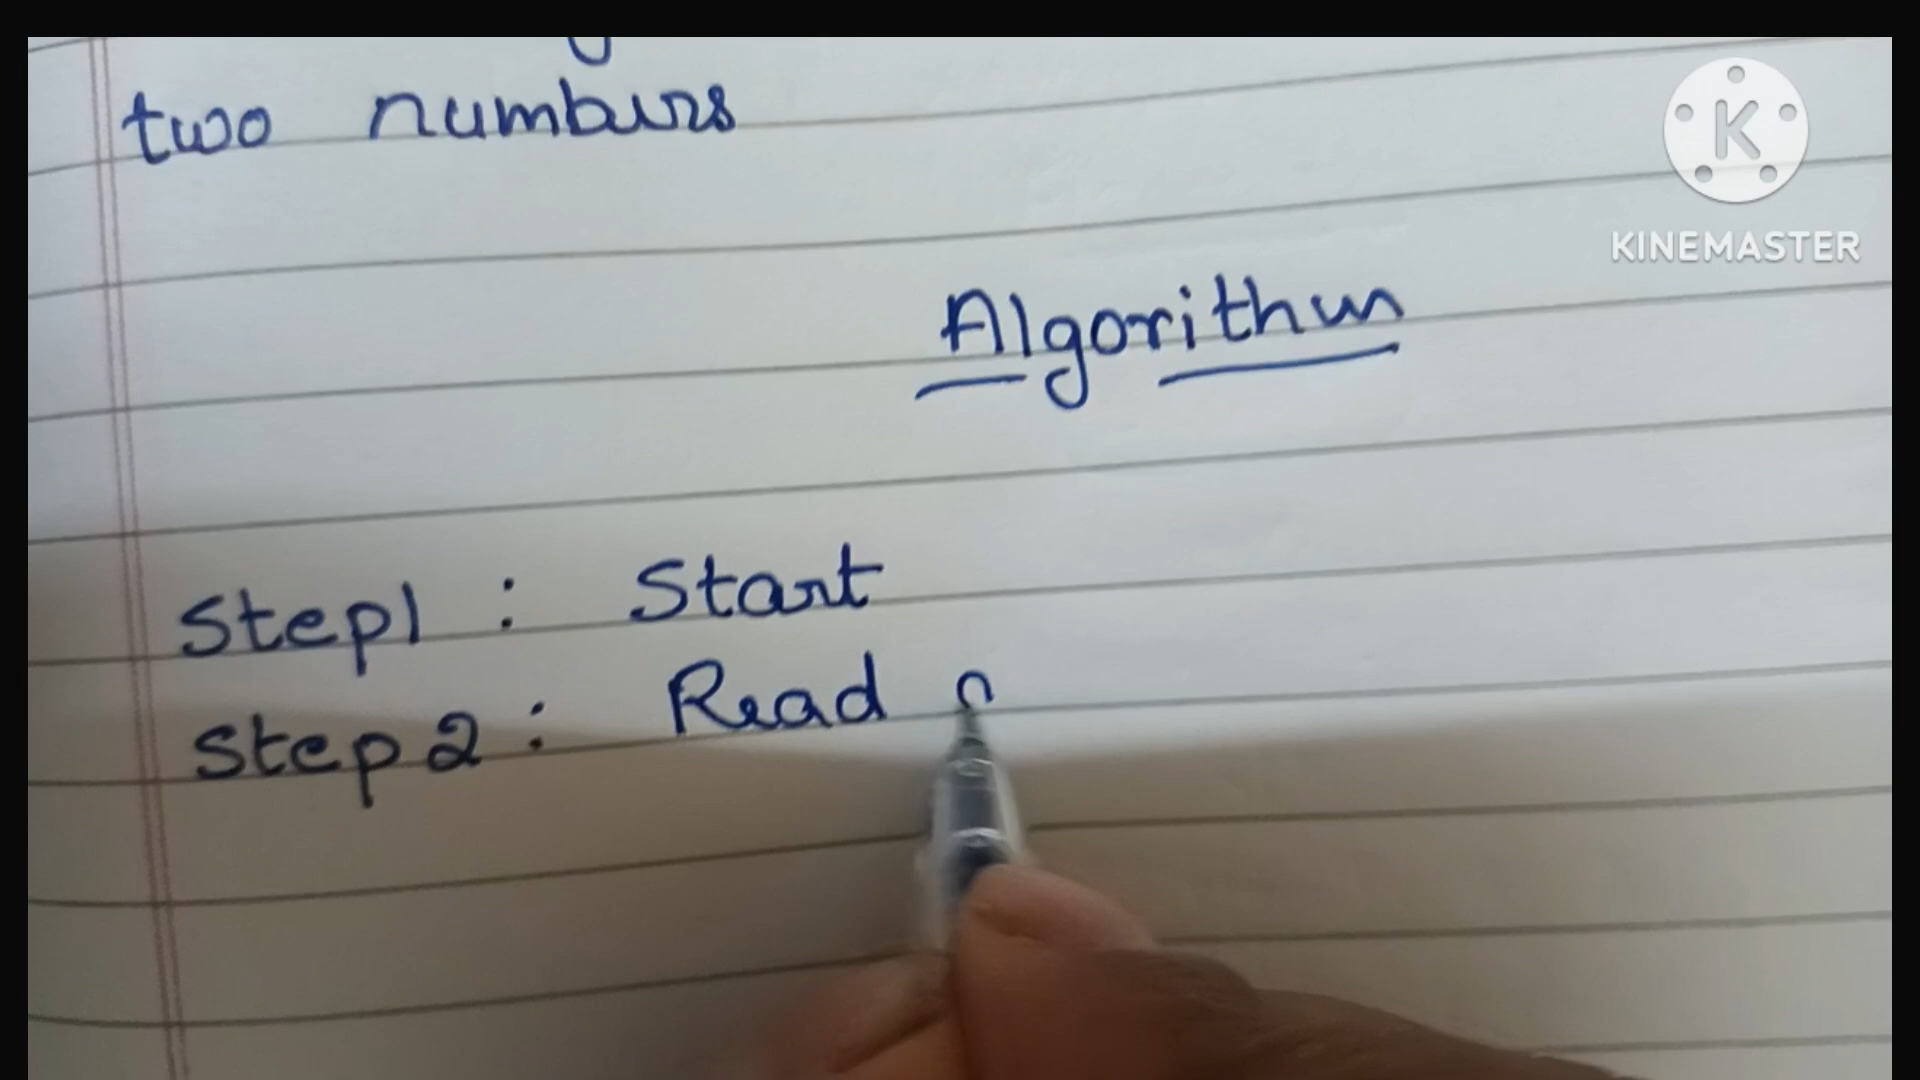 two numbers
K
KINEMASTER
Algorithm
Step1 : Start
Step2 : Read